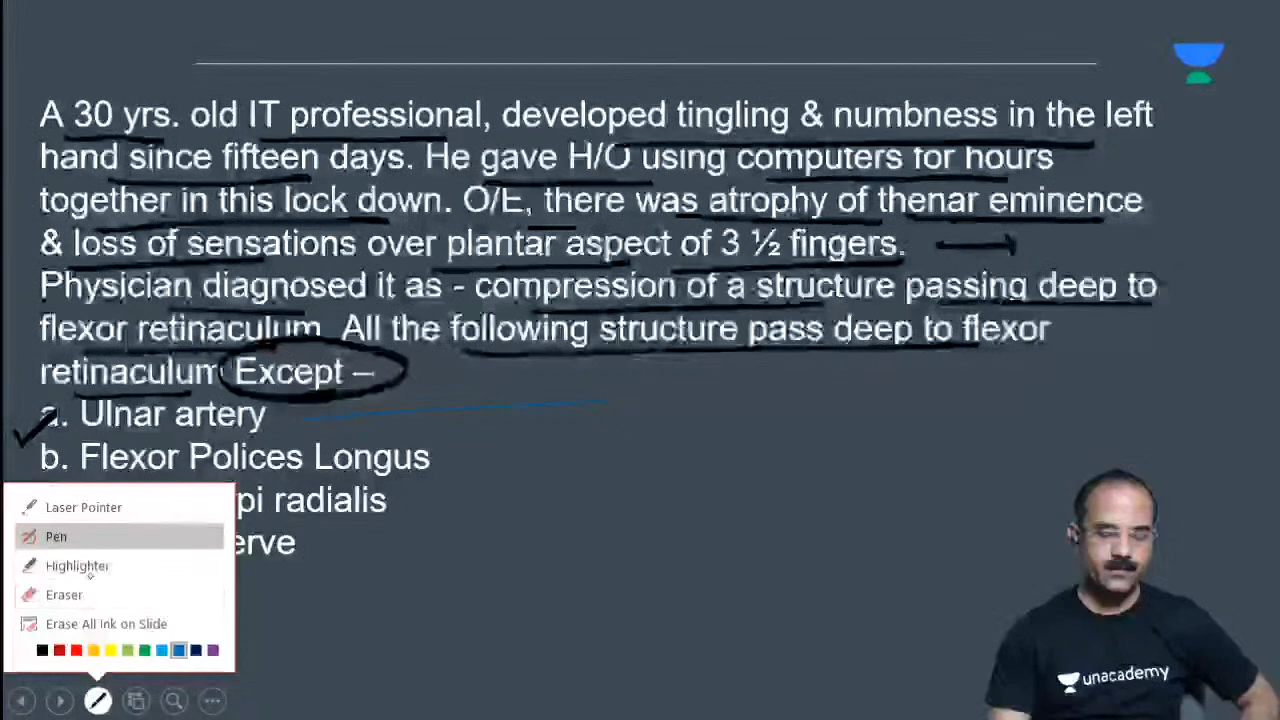 A 30 yrs. old IT professional, developed tingling & numbness in the left
hand since fifteen days. He gave H/O using computers for hours
together in this lock down. O/E, there was atrophy of thenar eminence
& loss of sensations over plantar aspect of 3 ½ fingers.
Physician diagnosed it as - compression of a structure passing deep to
flexor retinaculum. All the following structure pass deep to flexor
retinaculum Except –
a. Ulnar artery
b. Flexor Polices Longus
pi radialis
erve
Laser Pointer
Pen
Highlighter
Eraser
Erase All Ink on Slide
unacademy